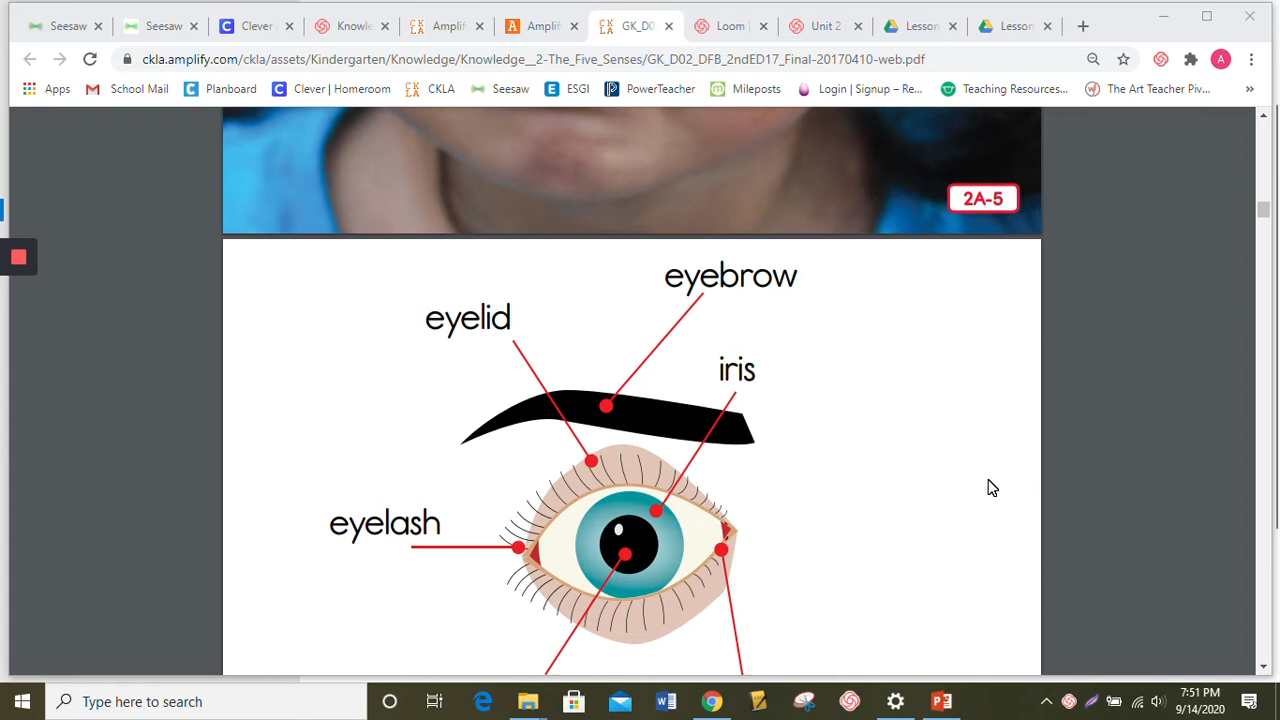 Seesaw
Seesaw
Clever
Knowle
Amplify
Amplify
GK_D0
Loom
Unit 2
Lesson
Lesson
ckla.amplify.com/ckla/assets/Kindergarten/Knowledge/Knowledge__2-The_Five_Senses/GK_D02_DFB_2ndED17_Final-20170410-web.pdf
A
Apps
School Mail
Planboard
Clever | Homeroom
CKLA
Seesaw
ESGI
PowerTeacher
Mileposts
Login | Signup – Re...
Teaching Resources...
The Art Teacher Piv...
2A-5
eyebrow
eyelid
iris
eyelash
Type here to search
7:51 PM
9/14/2020